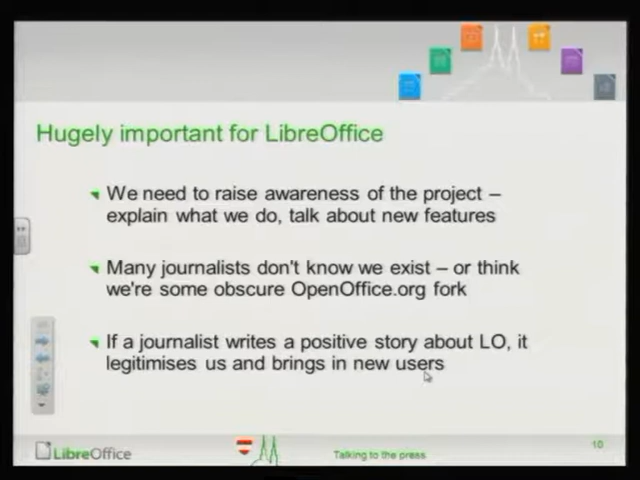 Hugely important for LibreOffice
We need to raise awareness of the project –
explain what we do, talk about new features
Many journalists don't know we exist – or think
we're some obscure OpenOffice.org fork
If a journalist writes a positive story about LO, it
legitimises us and brings in new users
LibreOffice
Talking to the press
10